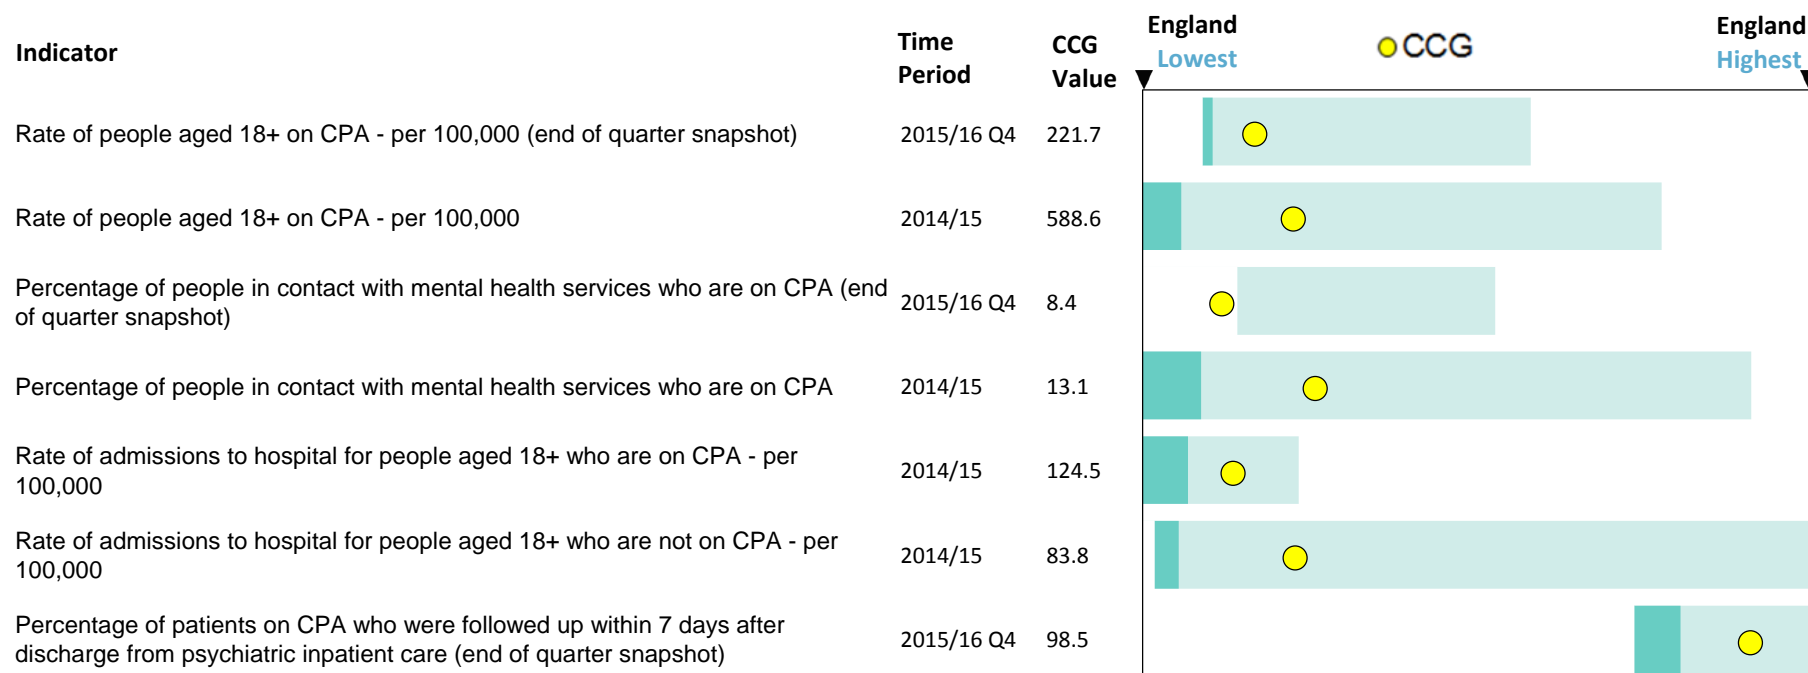 Indicator
Time
Period
CCG
Value
England
Lowest
CCG
England
Highest
Rate of people aged 18+ on CPA - per 100,000 (end of quarter snapshot)
2015/16 Q4
221.7
Rate of people aged 18+ on CPA - per 100,000
2014/15
588.6
Percentage of people in contact with mental health services who are on CPA (end
of quarter snapshot)
2015/16 Q4
8.4
Percentage of people in contact with mental health services who are on CPA
2014/15
13.1
Rate of admissions to hospital for people aged 18+ who are on CPA - per
100,000
2014/15
124.5
Rate of admissions to hospital for people aged 18+ who are not on CPA - per
100,000
2014/15
83.8
Percentage of patients on CPA who were followed up within 7 days after
discharge from psychiatric inpatient care (end of quarter snapshot)
2015/16 Q4
98.5